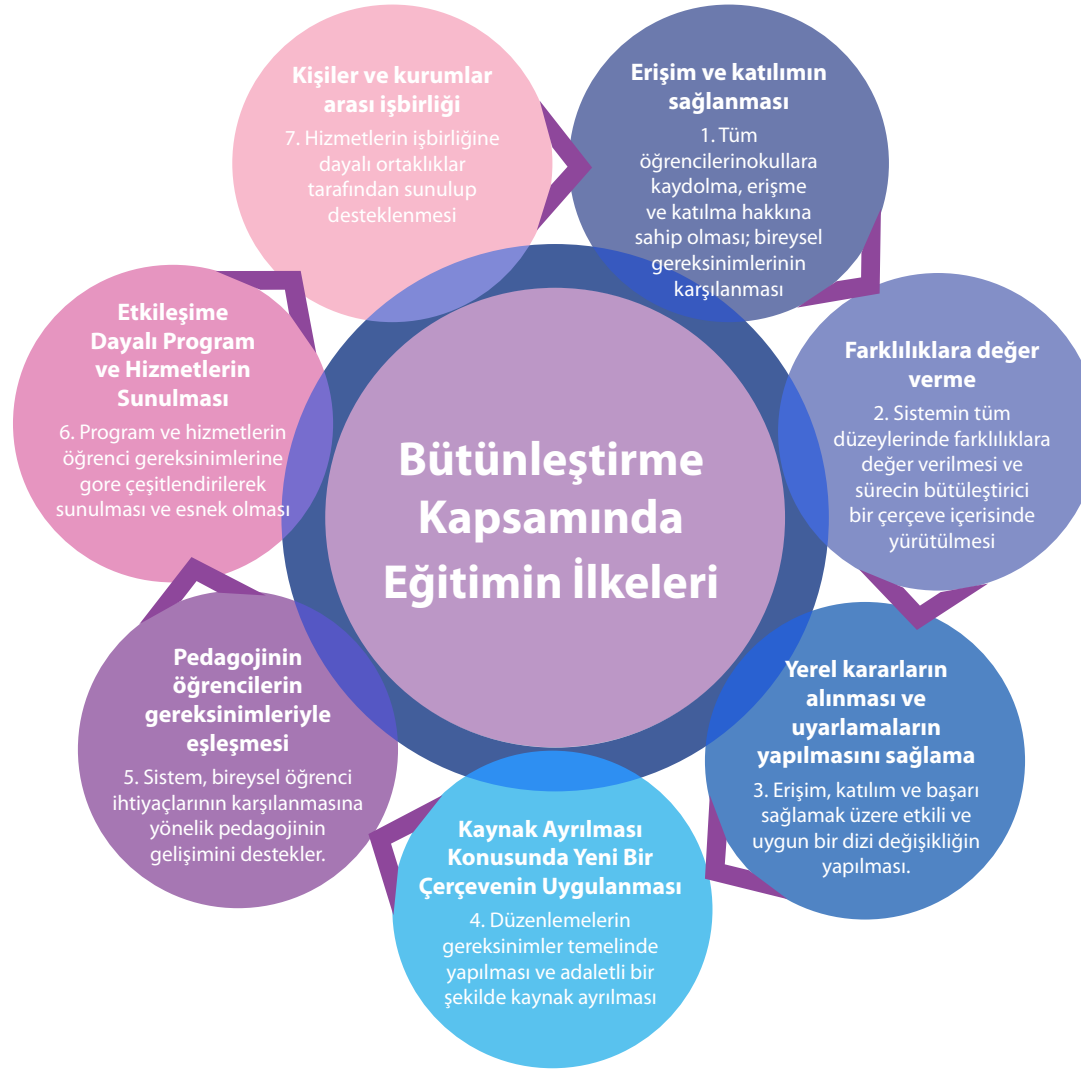 Bütünleştirme
Kapsamında
Eğitimin İlkeleri
Erişim ve katılımın
sağlanması
1. Tüm
öğrencilerinokullara
kaydolma, erişme
ve katılma hakkına
sahip olması; bireysel
gereksinimlerinin
karşılanması
Farklılıklara değer
verme
2. Sistemin tüm
düzeylerinde farklılıklara
değer verilmesi ve
sürecin bütüleştirici
bir çerçeve içerisinde
yürütülmesi
Yerel kararların
alınması ve
uyarlamaların
yapılmasını sağlama
3. Erişim, katılım ve başarı
sağlamak üzere etkili ve
uygun bir dizi değişikliğin
yapılması.
Kaynak Ayrılması
Konusunda Yeni Bir
Çerçevenin Uygulanması
4. Düzenlemelerin
gereksinimler temelinde
yapılması ve adaletli bir
şekilde kaynak ayrılması
Pedagojinin
öğrencilerin
gereksinimleriyle
eşleşmesi
5. Sistem, bireysel öğrenci
ihtiyaçlarının karşılanmasına
yönelik pedagojinin
gelişimini destekler.
Etkileşime
Dayalı Program
ve Hizmetlerin
Sunulması
6. Program ve hizmetlerin
öğrenci gereksinimlerine
gore çeşitlendirilerek
sunulması ve esnek olması
Kişiler ve kurumlar
arası işbirliği
7. Hizmetlerin işbirliğine
dayalı ortaklıklar
tarafından sunulup
desteklenmesi